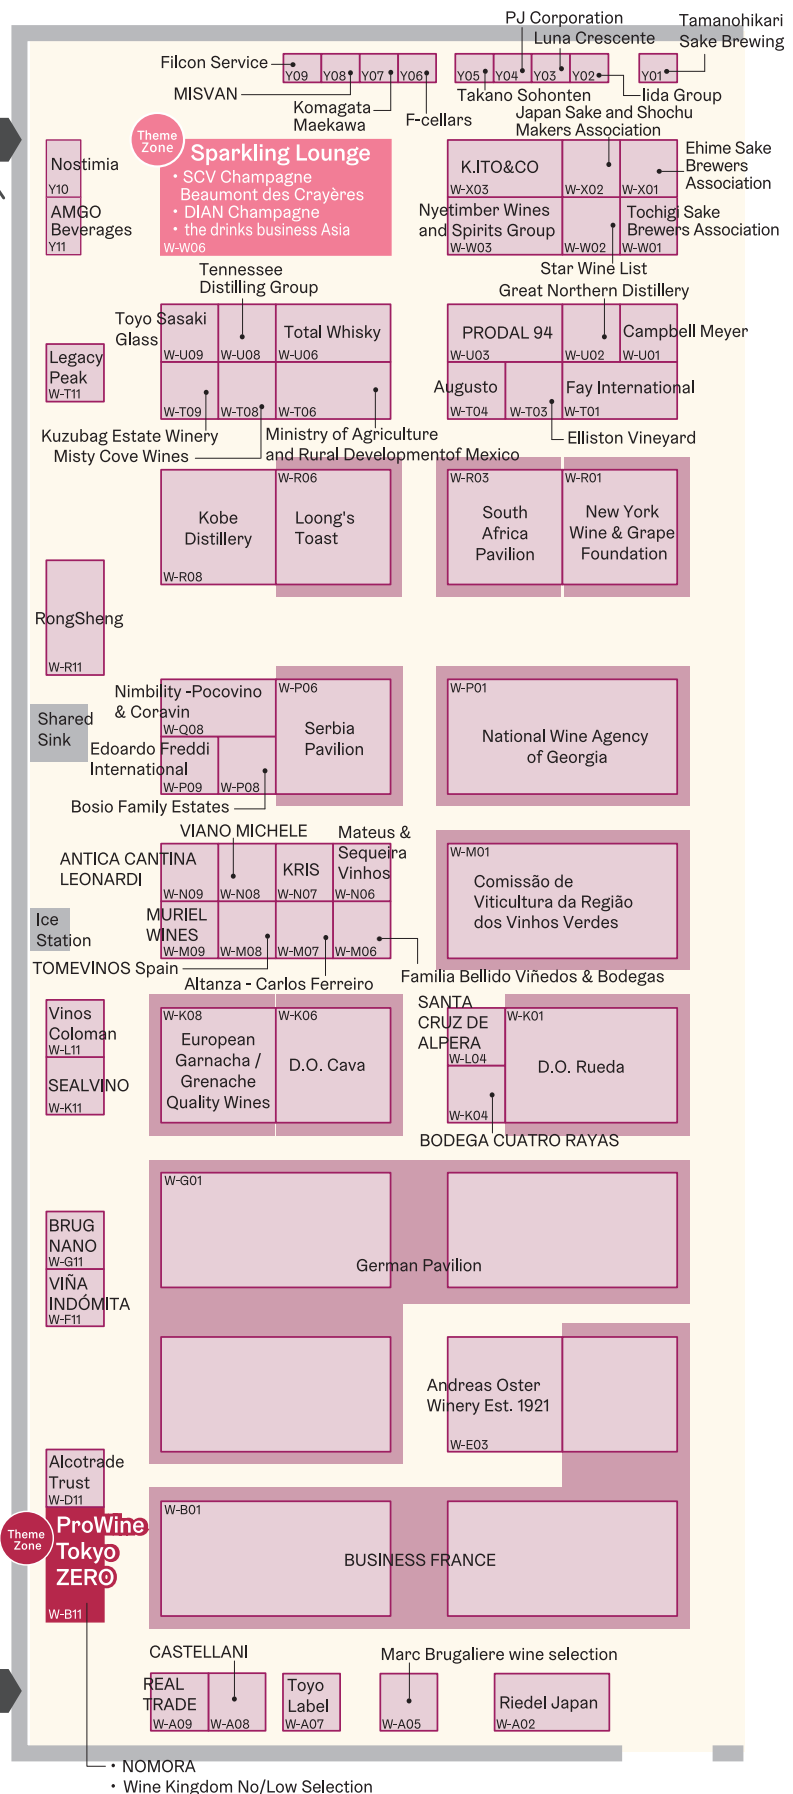 PJ Corporation
Tamanohikari
Sake Brewing
Luna Crescente
Filcon Service
Y09
Y08
Y07
Y06
Y05
Y04
Y03
Y02
Y01
MISVAN
Komagata
Maekawa
F-cellars
Takano Sohonten
Iida Group
Japan Sake and Shochu
Makers Association
Theme
Zone
Sparkling Lounge
• SCV Champagne
Beaumont des Crayères
• DIAN Champagne
• the drinks business Asia
W-W06
Nostimia
Y10
AMGO
Beverages
Y11
K.ITO&CO
W-X03
W-X02
W-X01
Ehime Sake
Brewers
Association
Nyetimber Wines
and Spirits Group
W-W03
W-W02
Tochigi Sake
Brewers Association
W-W01
Star Wine List
Tennessee
Distilling Group
Great Northern Distillery
Toyo Sasaki
Glass
W-U09
W-U08
Total Whisky
W-U06
PRODAL 94
W-U03
W-U02
Campbell Meyer
W-U01
Legacy
Peak
W-T11
W-T09
W-T08
W-T06
Augusto
W-T04
W-T03
Fay International
W-T01
Kuzubag Estate Winery
Misty Cove Wines
Ministry of Agriculture
and Rural Developmentof Mexico
Elliston Vineyard
Kobe
Distillery
W-R08
W-R06
Loong's
Toast
W-R03
South
Africa
Pavilion
W-R01
New York
Wine & Grape
Foundation
RongSheng
W-R11
Shared
Sink
Nimbility -Pocovino
& Coravin
W-Q08
Edoardo Freddi
International
W-P09
W-P08
W-P06
Serbia
Pavilion
W-P01
National Wine Agency
of Georgia
Bosio Family Estates
VIANO MICHELE
ANTICA CANTINA
LEONARDI
W-N09
W-N08
KRIS
W-N07
Mateus &
Sequeira
Vinhos
W-N06
W-M01
Comissão de
Viticultura da Região
dos Vinhos Verdes
Ice
Station
MURIEL
WINES
W-M09
W-M08
W-M07
W-M06
TOMEVINOS Spain
Altanza - Carlos Ferreiro
Familia Bellido Viñedos & Bodegas
Vinos
Coloman
W-L11
SEALVINO
W-K11
W-K08
European
Garnacha /
Grenache
Quality Wines
W-K06
D.O. Cava
SANTA
CRUZ DE
ALPERA
W-L04
W-K04
W-K01
D.O. Rueda
BODEGA CUATRO RAYAS
W-G01
German Pavilion
BRUG
NANO
W-G11
VIÑA
INDÓMITA
W-F11
Andreas Oster
Winery Est. 1921
W-E03
Alcotrade
Trust
W-D11
Theme
Zone
ProWine
Tokyo
ZERO
W-B11
W-B01
BUSINESS FRANCE
CASTELLANI
REAL
TRADE
W-A09
W-A08
Toyo
Label
W-A07
Marc Brugaliere wine selection
W-A05
Riedel Japan
W-A02
• NOMORA
• Wine Kingdom No/Low Selection